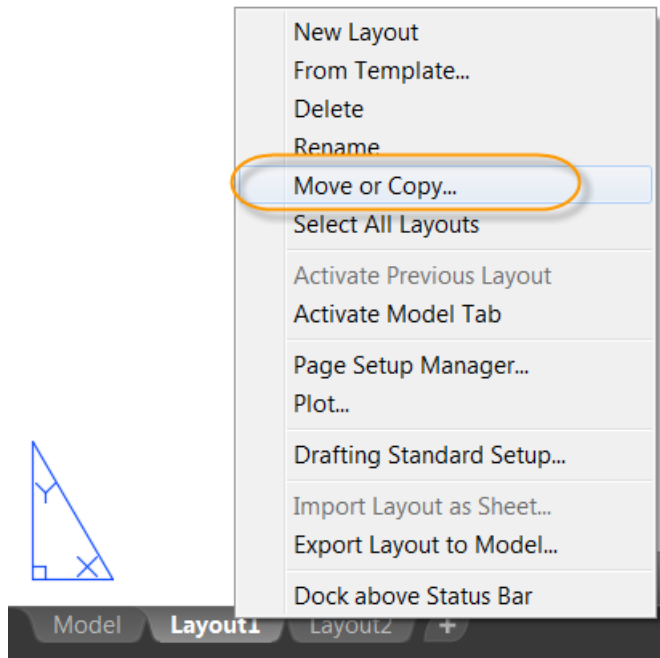 New Layout
From Template...
Delete
Rename
Move or Copy...
Select All Layouts
Activate Previous Layout
Activate Model Tab
Page Setup Manager...
Plot...
Drafting Standard Setup...
Import Layout as Sheet...
Export Layout to Model...
Dock above Status Bar
Y
X
Model Layout1 Layout2 +